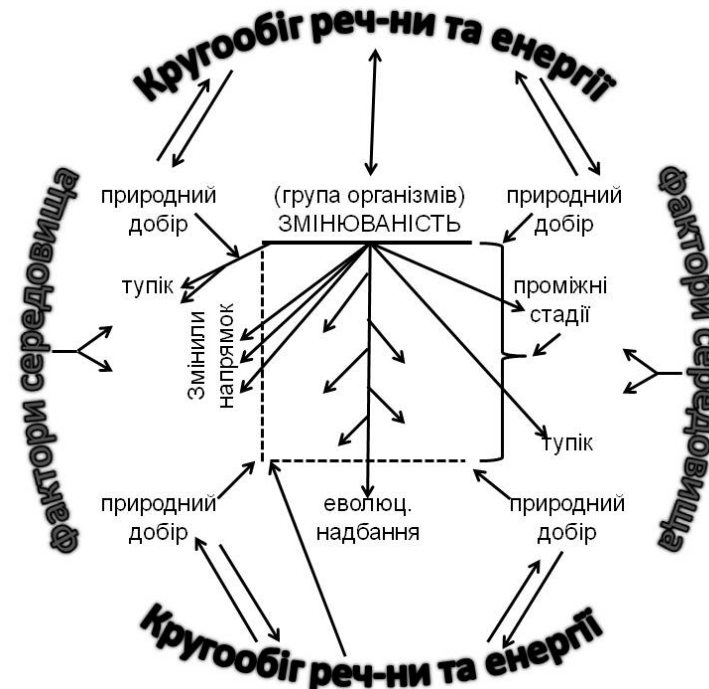 Кругообіг реч-ни та енергії
фактори середовища
природний
добір
(група організмів)
ЗМІНЮВАНІСТЬ
природний
добір
фактори середовища
тупік
Змінили
напрямок
проміжні
стадії
тупік
природний
добір
еволюц.
надбання
природний
добір
Кругообіг реч-ни та енергії